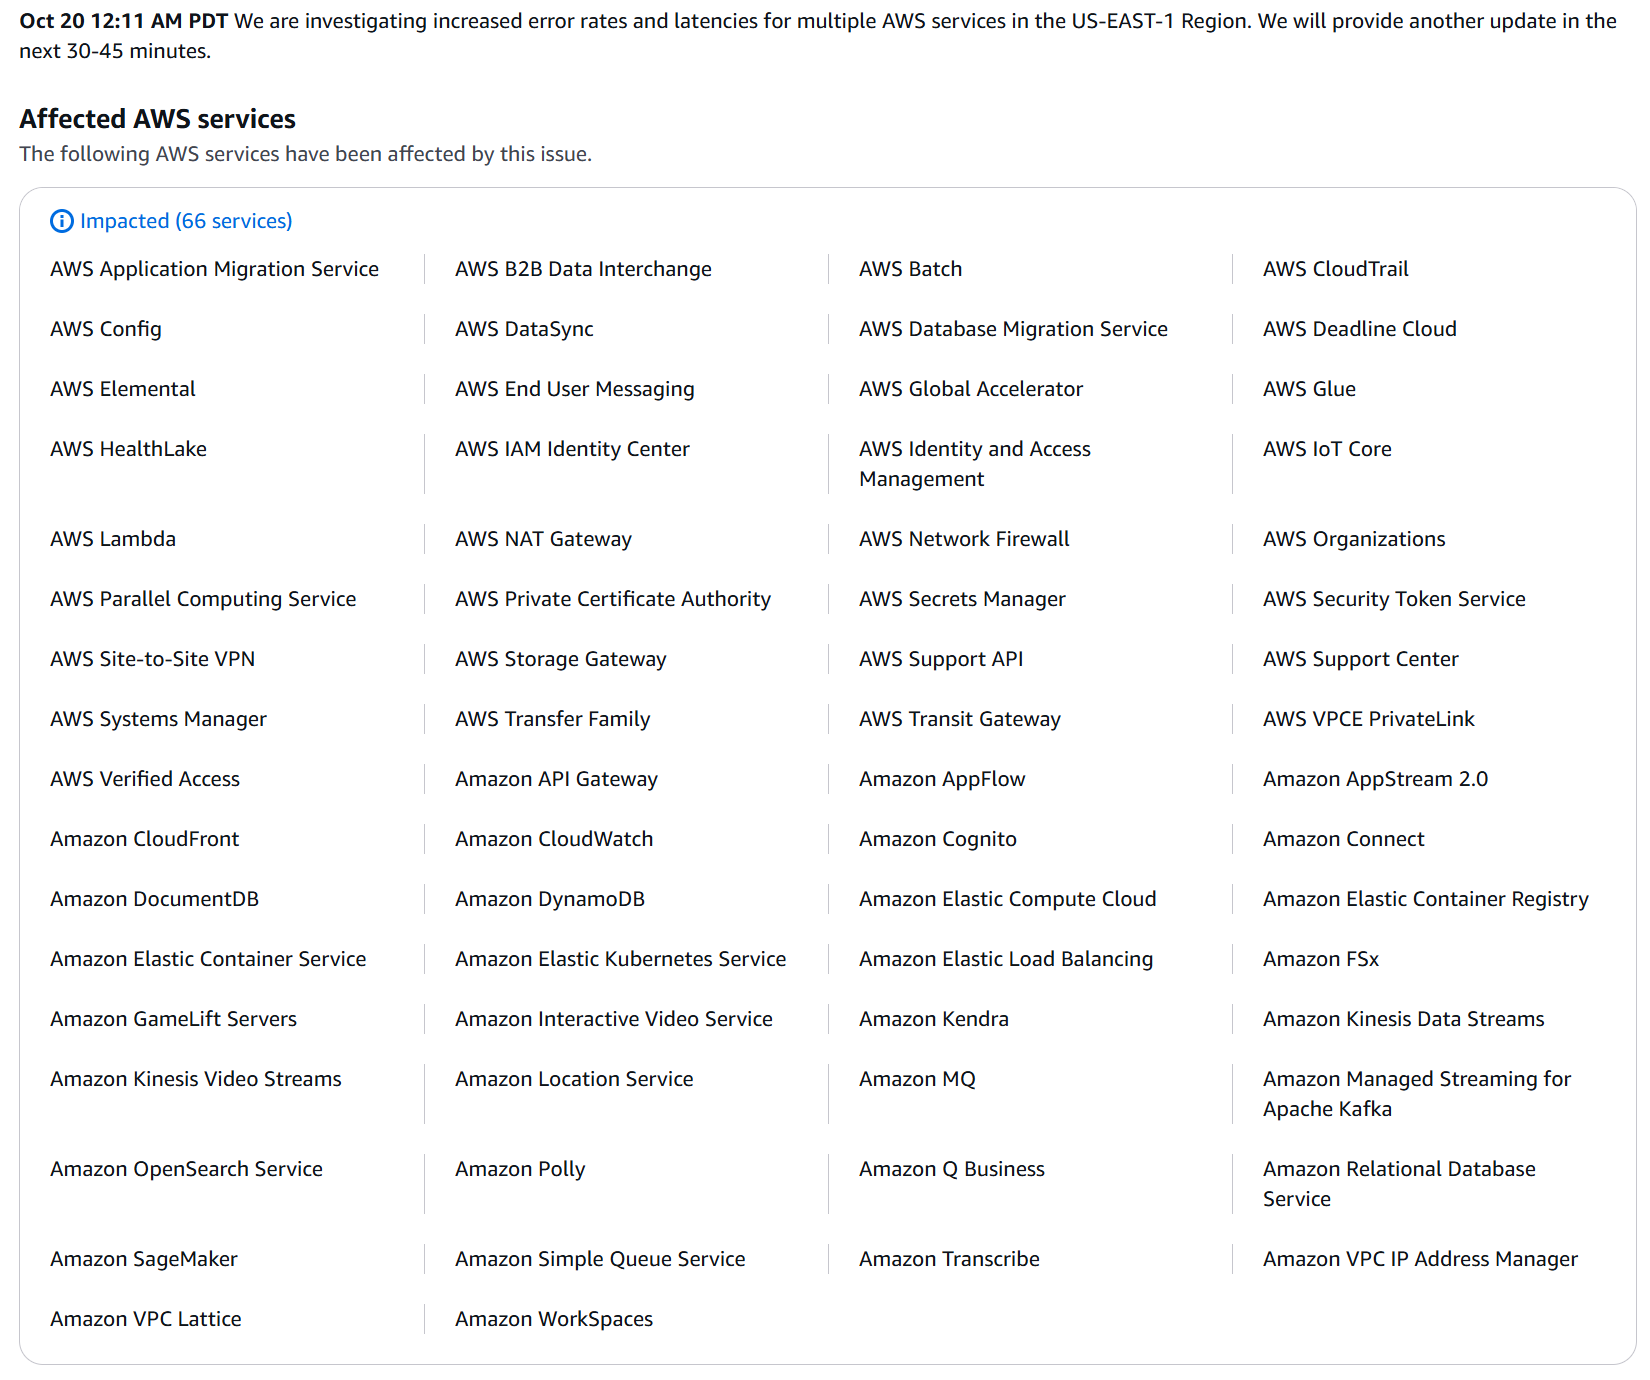 Oct 20 12:11 AM PDT We are investigating increased error rates and latencies for multiple AWS services in the US-EAST-1 Region. We will provide another update in the
next 30-45 minutes.
Affected AWS services
The following AWS services have been affected by this issue.
Impacted (66 services)
AWS Application Migration Service
AWS B2B Data Interchange
AWS Batch
AWS CloudTrail
AWS Config
AWS DataSync
AWS Database Migration Service
AWS Deadline Cloud
AWS Elemental
AWS End User Messaging
AWS Global Accelerator
AWS Glue
AWS HealthLake
AWS IAM Identity Center
AWS Identity and Access
Management
AWS IoT Core
AWS Lambda
AWS NAT Gateway
AWS Network Firewall
AWS Organizations
AWS Parallel Computing Service
AWS Private Certificate Authority
AWS Secrets Manager
AWS Security Token Service
AWS Site-to-Site VPN
AWS Storage Gateway
AWS Support API
AWS Support Center
AWS Systems Manager
AWS Transfer Family
AWS Transit Gateway
AWS VPCE PrivateLink
AWS Verified Access
Amazon API Gateway
Amazon AppFlow
Amazon AppStream 2.0
Amazon CloudFront
Amazon CloudWatch
Amazon Cognito
Amazon Connect
Amazon DocumentDB
Amazon DynamoDB
Amazon Elastic Compute Cloud
Amazon Elastic Container Registry
Amazon Elastic Container Service
Amazon Elastic Kubernetes Service
Amazon Elastic Load Balancing
Amazon FSx
Amazon GameLift Servers
Amazon Interactive Video Service
Amazon Kendra
Amazon Kinesis Data Streams
Amazon Kinesis Video Streams
Amazon Location Service
Amazon MQ
Amazon Managed Streaming for
Apache Kafka
Amazon OpenSearch Service
Amazon Polly
Amazon Q Business
Amazon Relational Database
Service
Amazon SageMaker
Amazon Simple Queue Service
Amazon Transcribe
Amazon VPC IP Address Manager
Amazon VPC Lattice
Amazon WorkSpaces